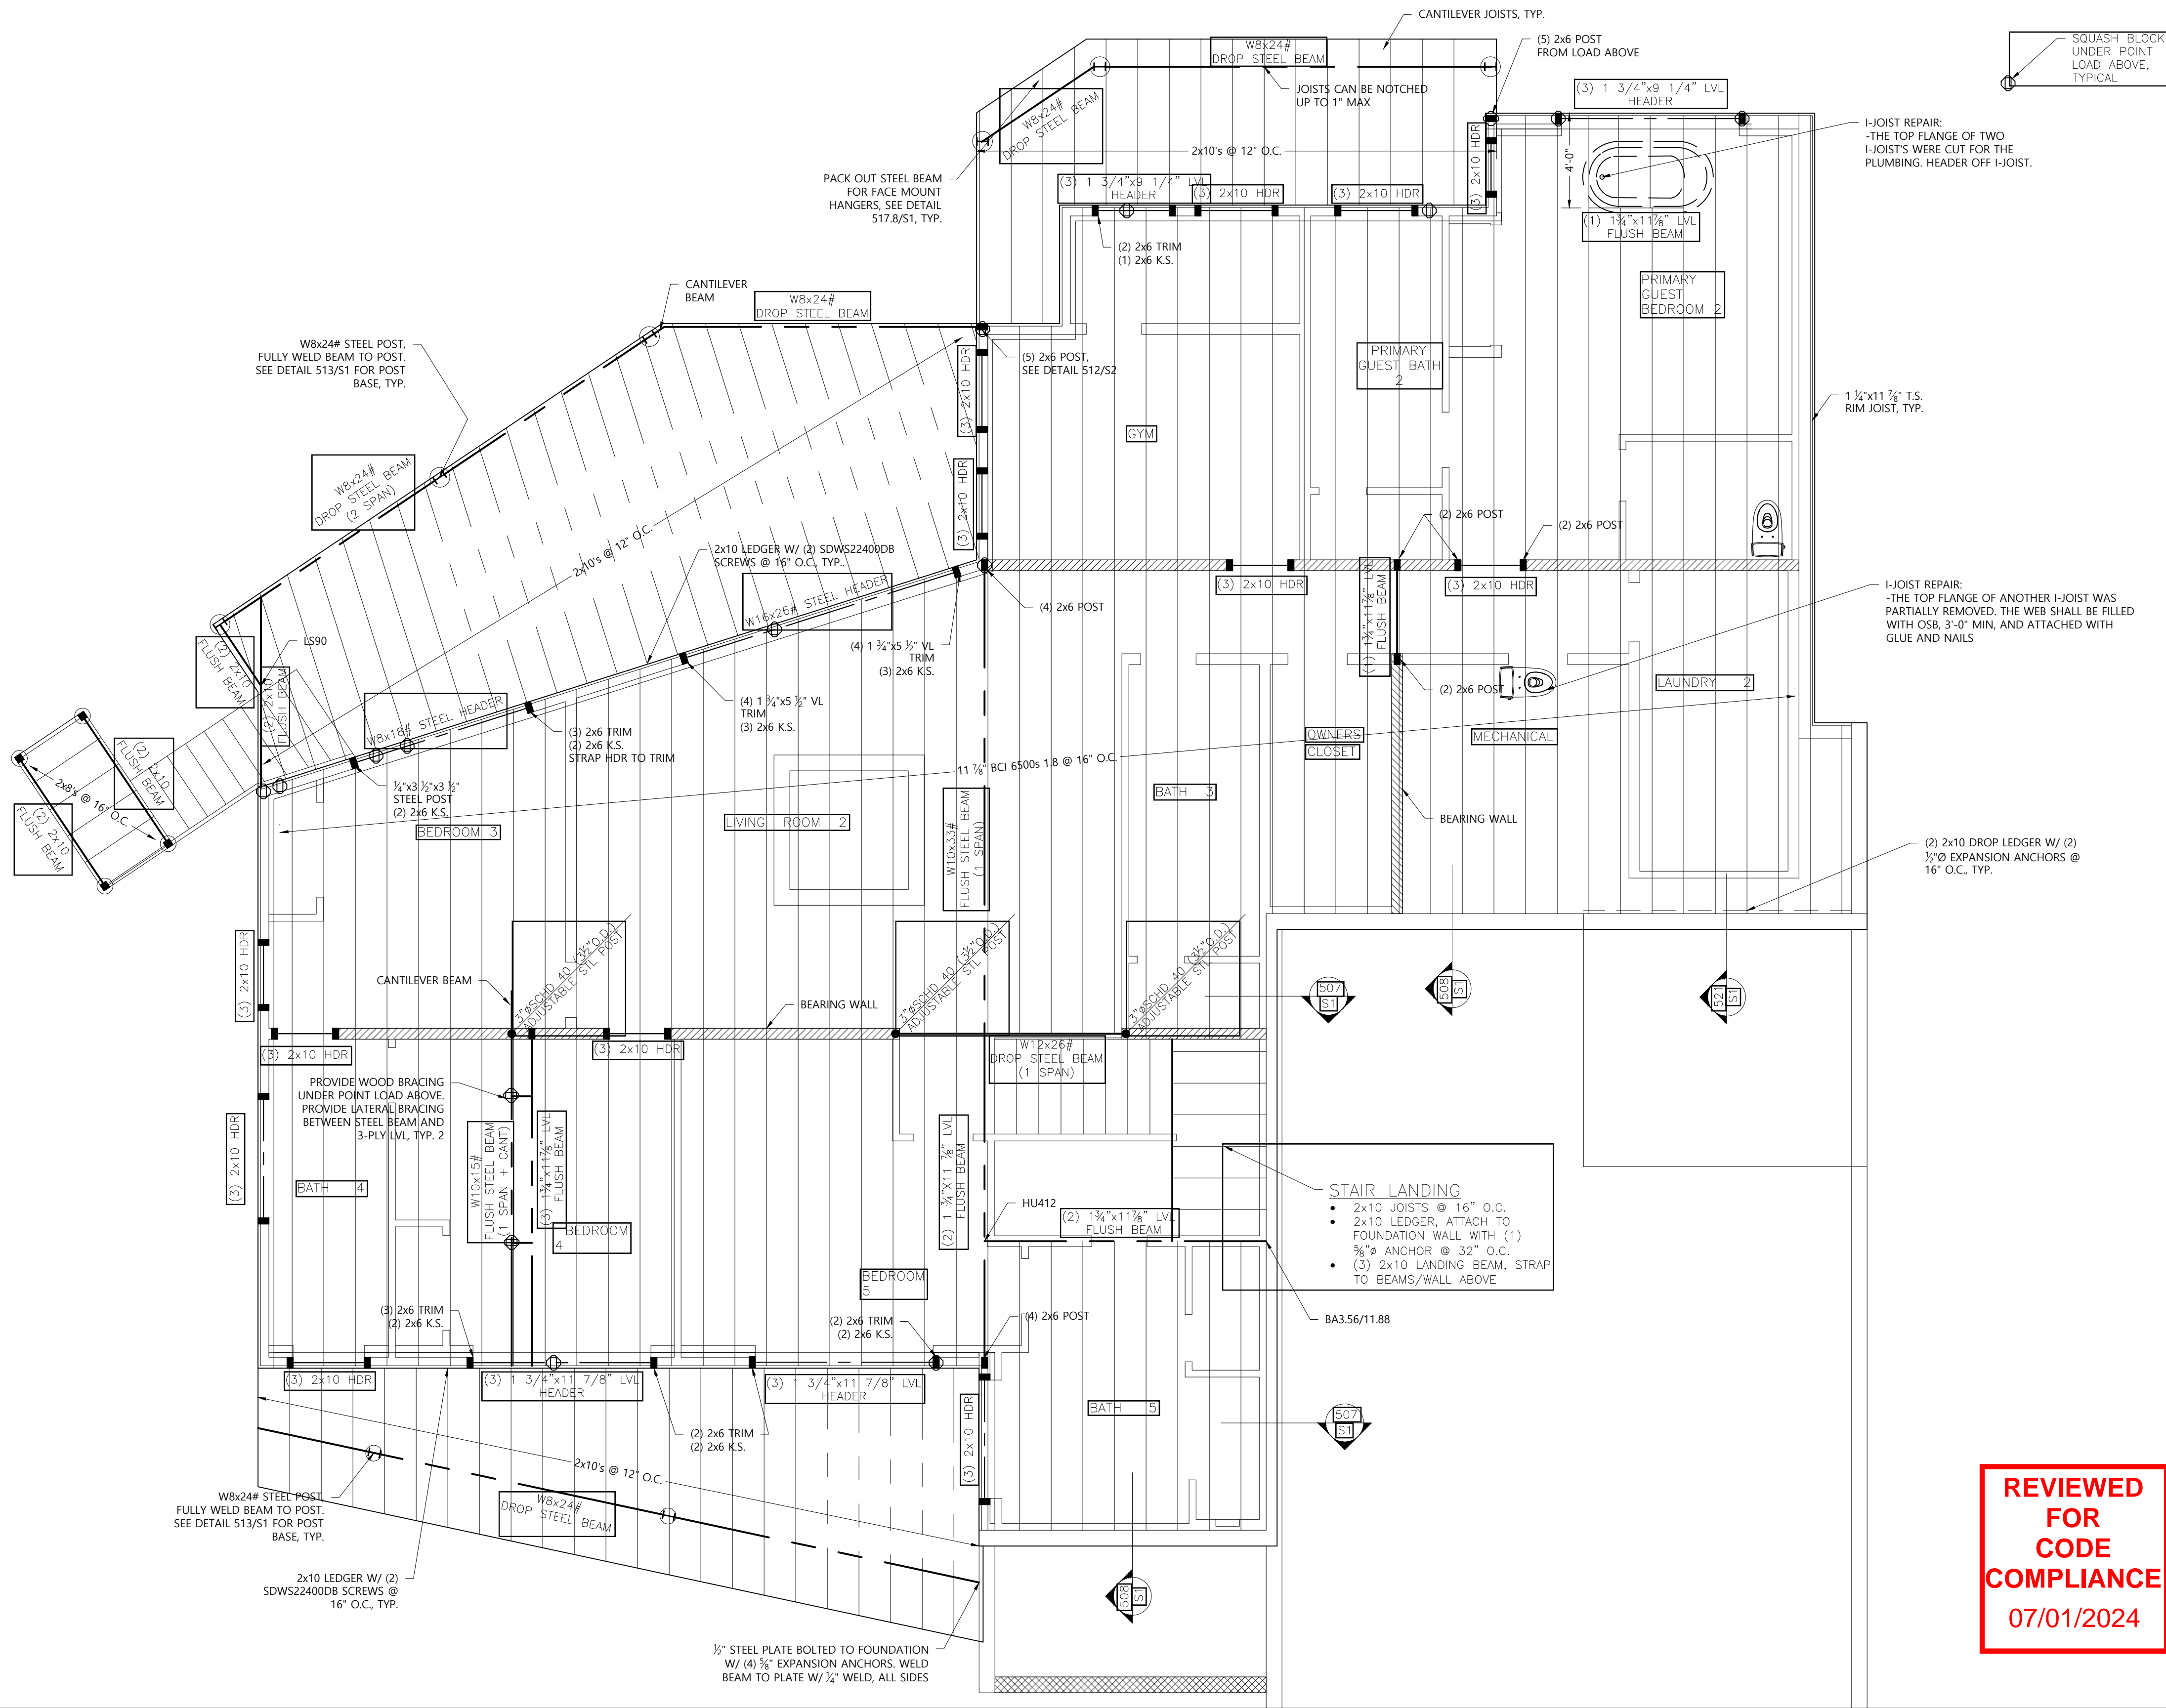 CANTILEVER JOISTS, TYP.
W8x24#
DROP STEEL BEAM
(5) 2x6 POST
FROM LOAD ABOVE
SQUASH BLOCK
UNDER POINT
LOAD ABOVE,
TYPICAL
(3) 1 3/4"x9 1/4" LVL
HEADER
JOISTS CAN BE NOTCHED
UP TO 1" MAX
W8x24#
DROP STEEL BEAM
I-JOIST REPAIR:
-THE TOP FLANGE OF TWO
I-JOIST'S WERE CUT FOR THE
PLUMBING. HEADER OFF I-JOIST.
2x10's @ 12" O.C.
(3) 2x10 HDR
4'-0"
PACK OUT STEEL BEAM
FOR FACE MOUNT
HANGERS, SEE DETAIL
517.8/S1, TYP.
(3) 1 3/4"x9 1/4" LVL
HEADER
(3) 2x10 HDR
(3) 2x10 HDR
(1) 1¾"x11⅞" LVL
FLUSH BEAM
(2) 2x6 TRIM
(1) 2x6 K.S.
PRIMARY
GUEST
BEDROOM 2
CANTILEVER
BEAM
W8x24#
DROP STEEL BEAM
W8x24# STEEL POST,
FULLY WELD BEAM TO POST.
SEE DETAIL 513/S1 FOR POST
BASE, TYP.
(3) 2x10 HDR
(5) 2x6 POST,
SEE DETAIL 512/S2
PRIMARY
GUEST BATH
2
1 ¼"x11 ⅞" T.S.
RIM JOIST, TYP.
GYM
W8x24#
DROP STEEL BEAM
(2 SPAN)
(3) 2x10 HDR
2x10's @ 12" O.C.
2x10 LEDGER W/ (2) SDWS22400DB
SCREWS @ 16" O.C., TYP..
(2) 2x6 POST
(2) 2x6 POST
W16x26# STEEL HEADER
(3) 2x10 HDR
(1) 1¾"x11⅞" LVL
FLUSH BEAM
(3) 2x10 HDR
I-JOIST REPAIR:
-THE TOP FLANGE OF ANOTHER I-JOIST WAS
PARTIALLY REMOVED. THE WEB SHALL BE FILLED
WITH OSB, 3'-0" MIN, AND ATTACHED WITH
GLUE AND NAILS
(4) 2x6 POST
LS90
(2) 2x10
FLUSH BEAM
(2) 2x10
FLUSH BEAM
(4) 1 ¾"x5 ½" VL
TRIM
(3) 2x6 K.S.
(4) 1 ¾"x5 ½" VL
TRIM
(3) 2x6 K.S.
(2) 2x6 POST
LAUNDRY 2
W8x18# STEEL HEADER
(3) 2x6 TRIM
(2) 2x6 K.S.
STRAP HDR TO TRIM
OWNERS
CLOSET
MECHANICAL
(2) 2x10
FLUSH BEAM
2x8's @ 16" O.C.
(2) 2x10
FLUSH BEAM
11 ⅞" BCI 6500s 1.8 @ 16" O.C.
¼"x3 ½"x3 ½"
STEEL POST
(2) 2x6 K.S.
BEDROOM 3
LIVING ROOM 2
W10x33#
FLUSH STEEL BEAM
(1 SPAN)
BATH 3
BEARING WALL
(2) 2x10 DROP LEDGER W/ (2)
½"Ø EXPANSION ANCHORS @
16" O.C., TYP.
(3) 2x10 HDR
CANTILEVER BEAM
3"øSCHD 40 (3½"O.D.)
ADJUSTABLE STL POST
BEARING WALL
3"øSCHD 40 (3½"O.D.)
ADJUSTABLE STL POST
3"øSCHD 40 (3½"O.D.)
ADJUSTABLE STL POST
507
S1
508
S1
521
S1
(3) 2x10 HDR
(3) 2x10 HDR
W12x26#
DROP STEEL BEAM
(1 SPAN)
PROVIDE WOOD BRACING
UNDER POINT LOAD ABOVE.
PROVIDE LATERAL BRACING
BETWEEN STEEL BEAM AND
3-PLY LVL, TYP. 2
(3) 2x10 HDR
W10x15#
FLUSH STEEL BEAM
(1 SPAN + CANT)
(3) 1¾"x11⅞" LVL
FLUSH BEAM
(2) 1 ¾"x11 ⅞" LVL
FLUSH BEAM
BATH 4
BEDROOM
4
HU412
(2) 1¾"x11⅞" LVL
FLUSH BEAM
STAIR LANDING
• 2x10 JOISTS @ 16" O.C.
• 2x10 LEDGER, ATTACH TO
FOUNDATION WALL WITH (1)
⅝"ø ANCHOR @ 32" O.C.
• (3) 2x10 LANDING BEAM, STRAP
TO BEAMS/WALL ABOVE
BEDROOM
5
(3) 2x6 TRIM
(2) 2x6 K.S.
(2) 2x6 TRIM
(2) 2x6 K.S.
(4) 2x6 POST
BA3.56/11.88
(3) 2x10 HDR
(3) 1 3/4"x11 7/8" LVL
HEADER
(3) 1 3/4"x11 7/8" LVL
HEADER
(3) 2x10 HDR
BATH 5
507
S1
(2) 2x6 TRIM
(2) 2x6 K.S.
2x10's @ 12" O.C.
W8x24# STEEL POST,
FULLY WELD BEAM TO POST.
SEE DETAIL 513/S1 FOR POST
BASE, TYP.
W8x24#
DROP STEEL BEAM
2x10 LEDGER W/ (2)
SDWS22400DB SCREWS @
16" O.C., TYP.
508
S1
½" STEEL PLATE BOLTED TO FOUNDATION
W/ (4) ⅝" EXPANSION ANCHORS. WELD
BEAM TO PLATE W/ ¼" WELD, ALL SIDES
REVIEWED
FOR
CODE
COMPLIANCE
07/01/2024